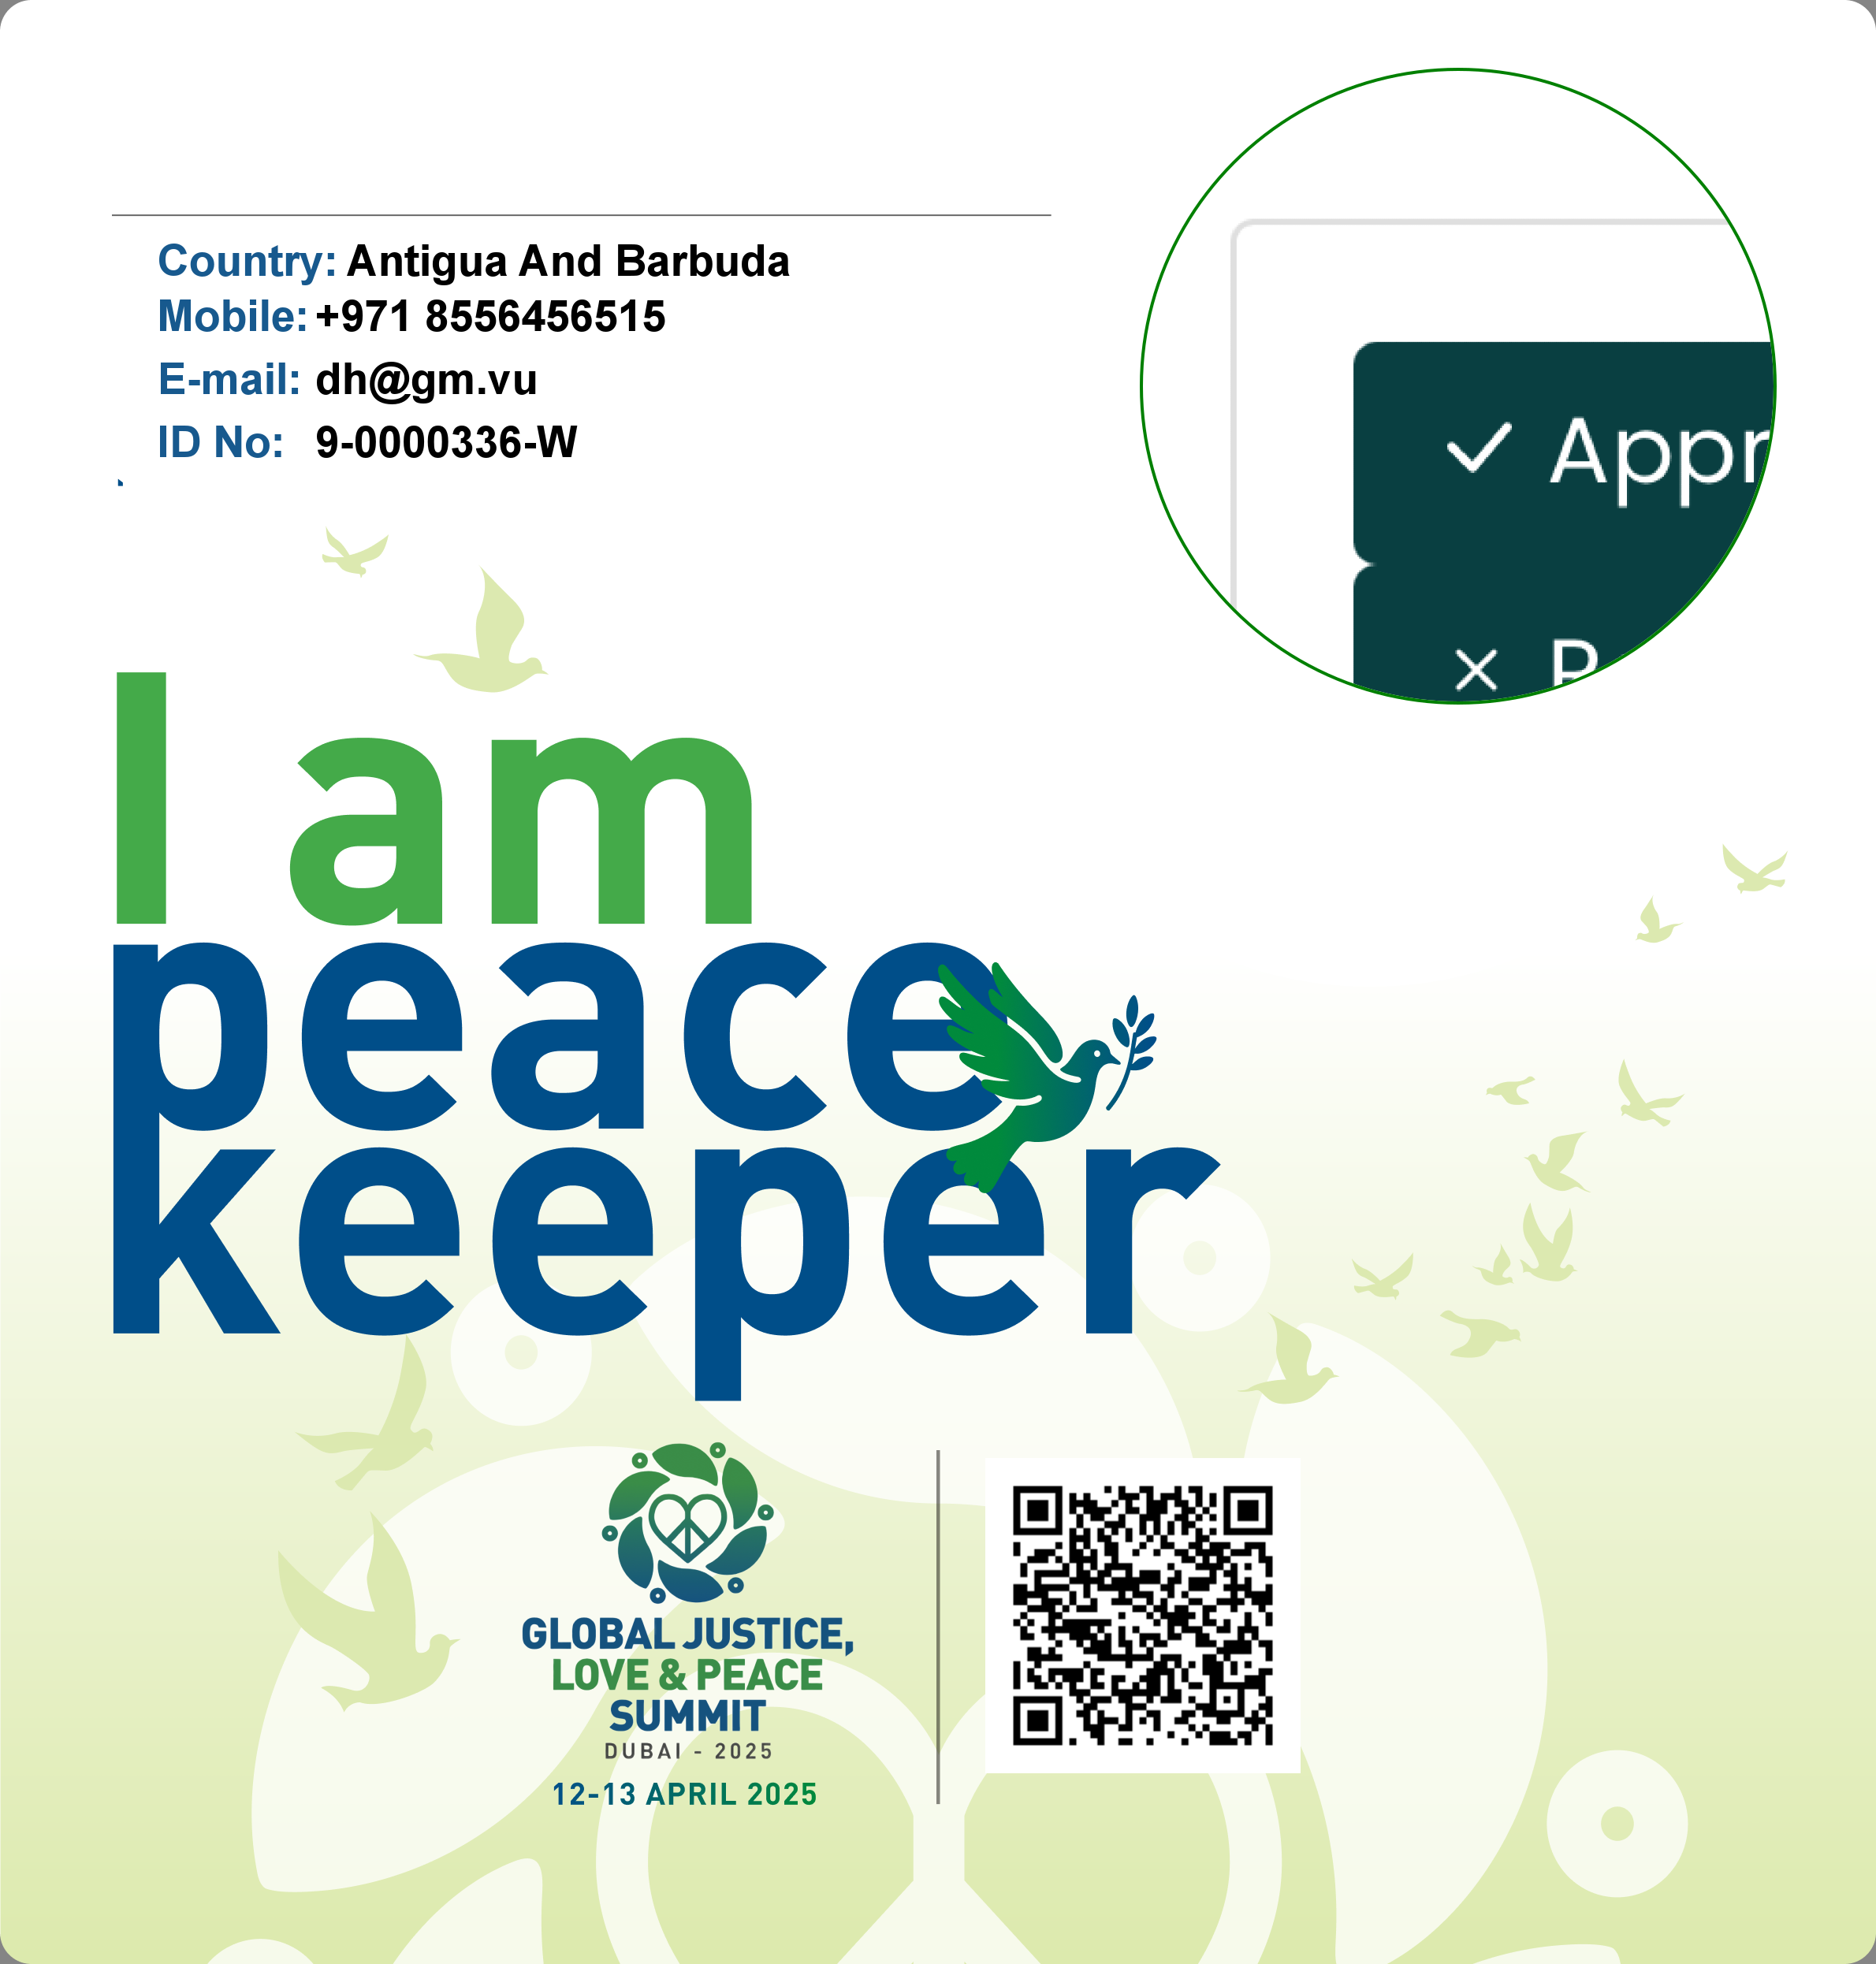 Country: Antigua And Barbuda
Mobile: +971 8556456515
E-mail: dh@gm.vu
ID No: 9-0000336-W
Appr
I am
peace
keeper
GLOBAL JUSTICE,
LOVE & PEACE
SUMMIT
DUBAI - 2025
12-13 APRIL 2025